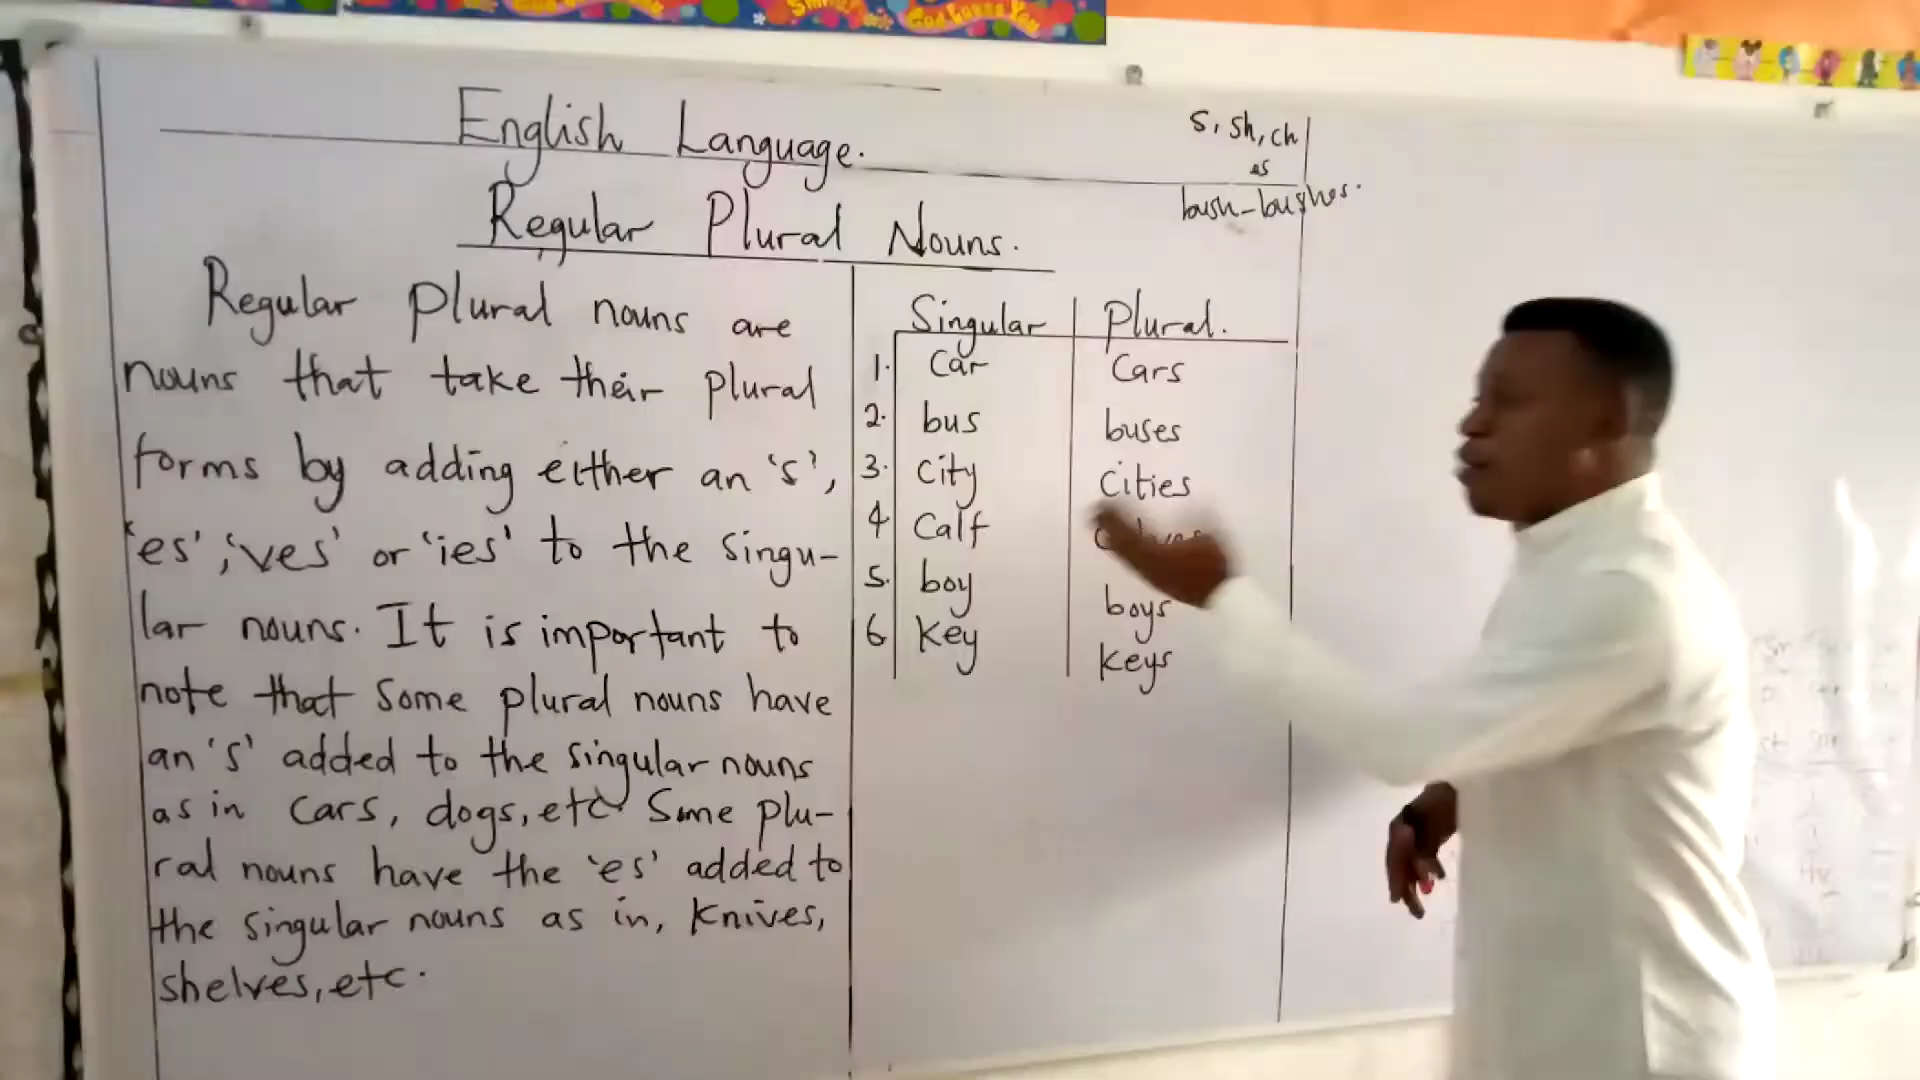 God Loves You
English Language.
s, sh, ch
es
bush-bushes.
Regular Plural Nouns.
Regular Plural nouns are
nouns that take their plural
forms by adding either an 's',
'es', 'ves' or 'ies' to the singu-
lar nouns. It is important to
note that some plural nouns have
an 's' added to the singular nouns
as in cars, dogs, etc. Some plu-
ral nouns have the 'es' added to
the singular nouns as in, knives,
shelves, etc.
Singular Plural.
1. Car Cars
2. bus buses
3. City Cities
4 Calf
5. boy boys
6 Key Keys